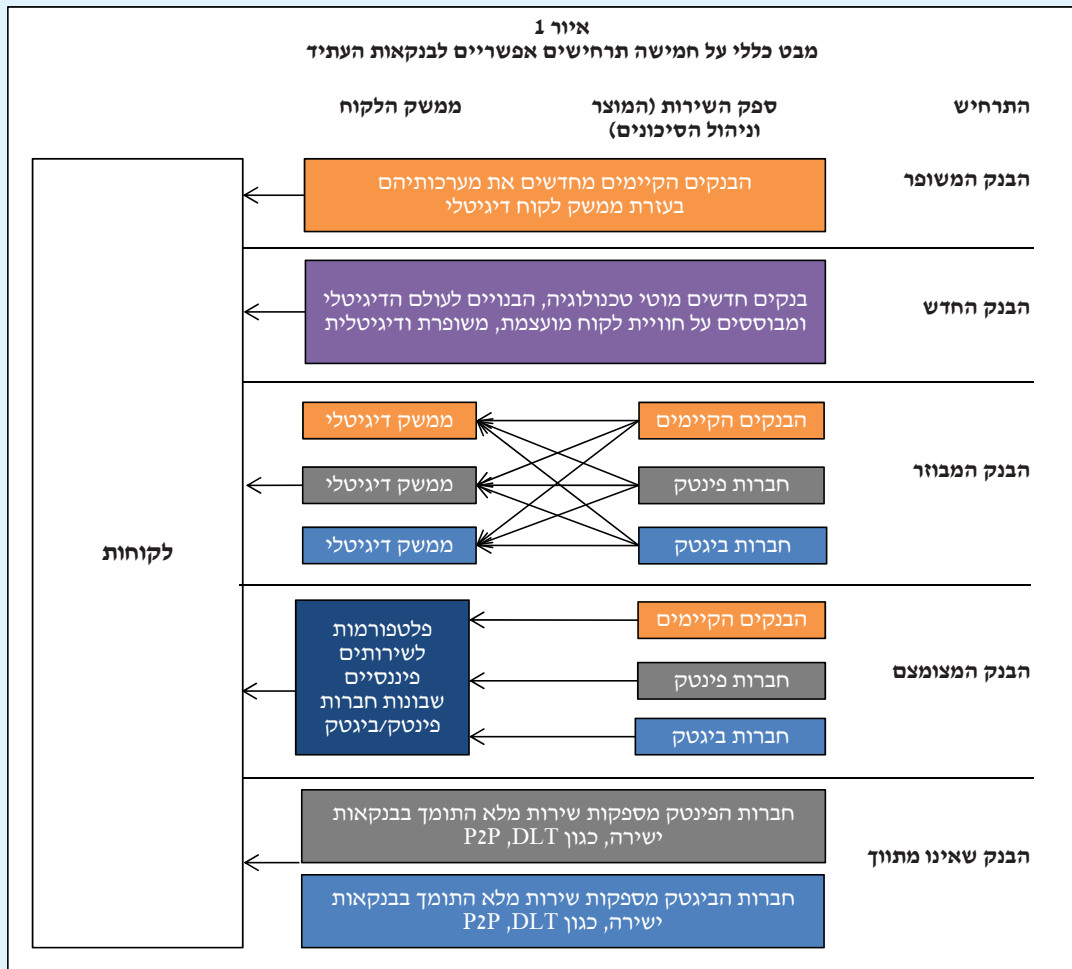 איור 1
מבט כללי על חמישה תרחישים אפשריים לבנקאות העתיד
התרחיש
ספק השירות (המוצר
וניהול הסיכונים)
ממשק הלקוח
הבנק המשופר
הבנקים הקיימים מחדשים את מערכותיהם
בעזרת ממשק לקוח דיגיטלי
הבנק החדש
בנקים חדשים מוטי טכנולוגיה, הבנויים לעולם הדיגיטלי
ומבוססים על חוויית לקוח מועצמת, משופרת ודיגיטלית
הבנק המבוזר
הבנקים הקיימים
ממשק דיגיטלי
חברות פינטק
ממשק דיגיטלי
חברות ביגטק
ממשק דיגיטלי
הבנק המצומצם
הבנקים הקיימים
חברות פינטק
חברות ביגטק
פלטפורמות
לשירותים
פיננסיים
שבונות חברות
פינטק/ביגטק
הבנק שאינו מתווך
חברות הפינטק מספקות שירות מלא התומך בבנקאות
ישירה, כגון P2P ,DLT
חברות הביגטק מספקות שירות מלא התומך בבנקאות
ישירה, כגון P2P ,DLT
לקוחות